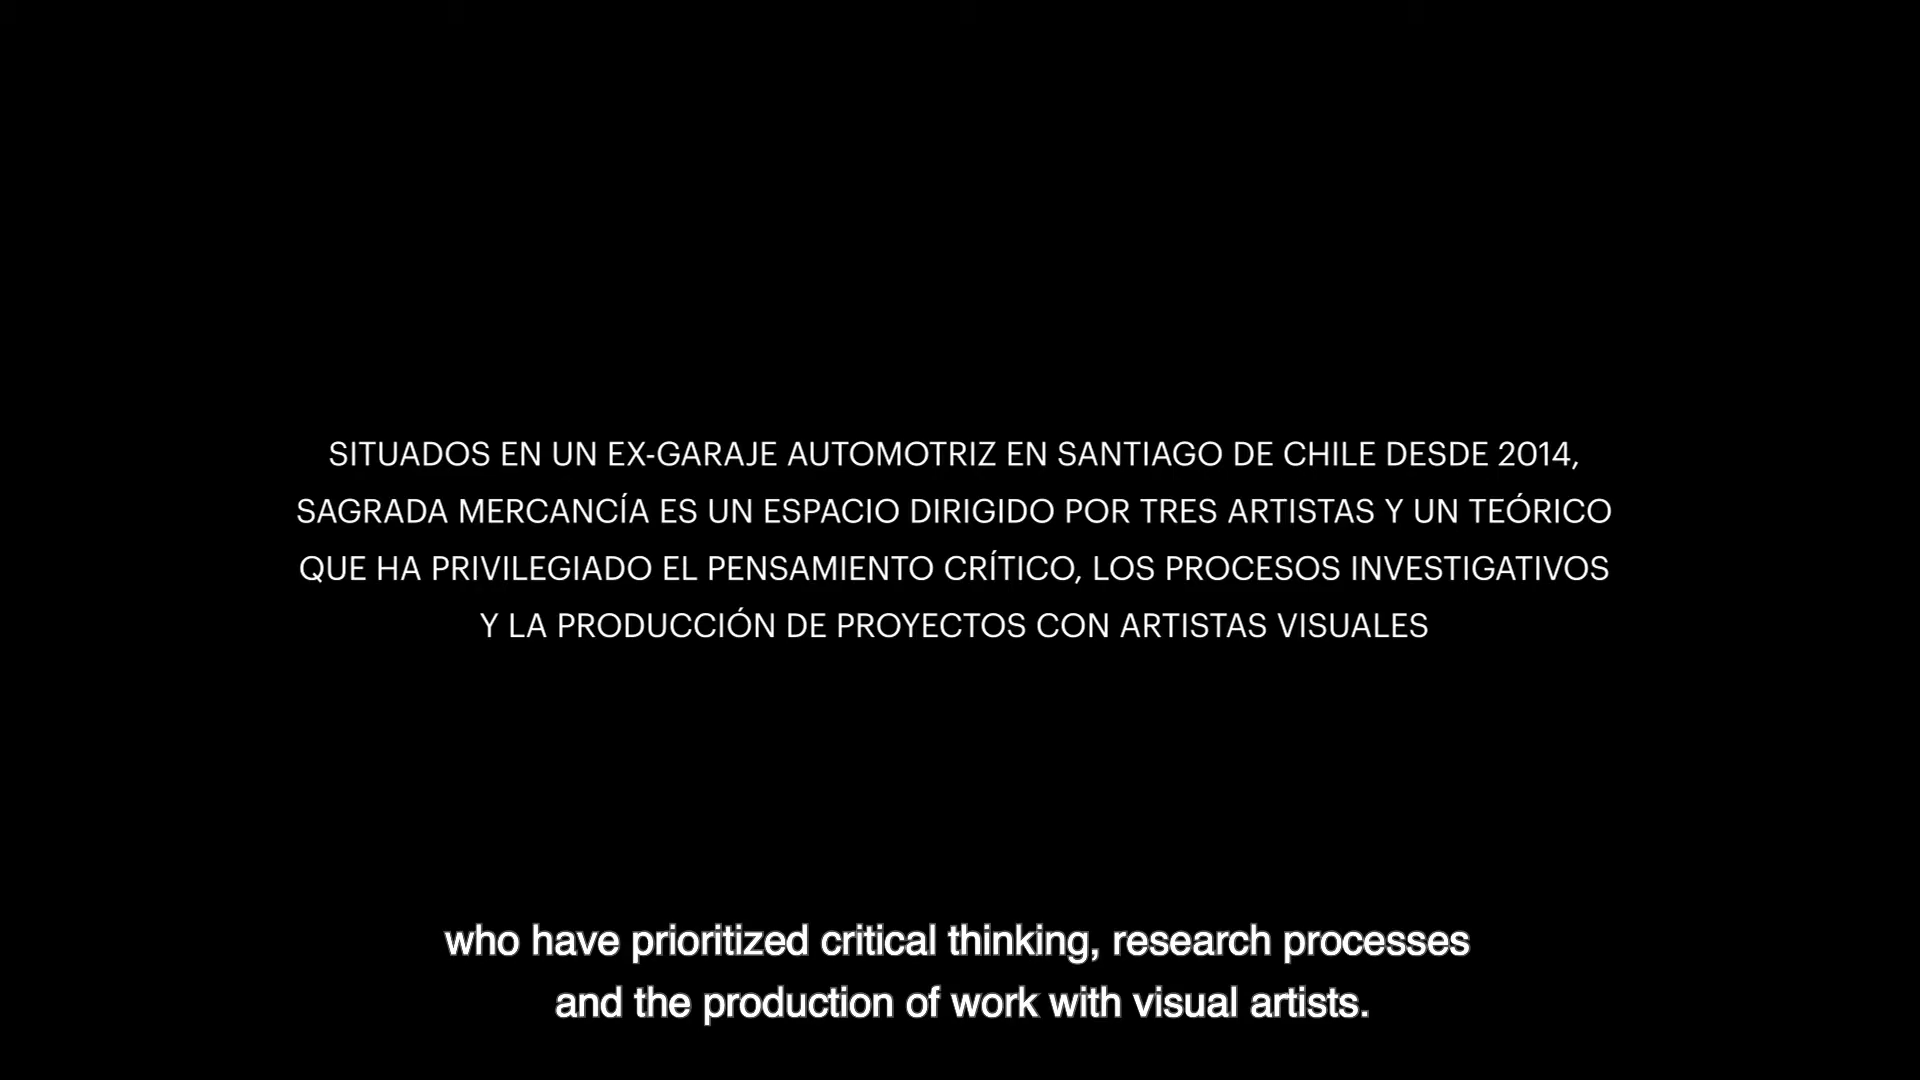 SITUADOS EN UN EX-GARAJE AUTOMOTRIZ EN SANTIAGO DE CHILE DESDE 2014,
SAGRADA MERCANCÍA ES UN ESPACIO DIRIGIDO POR TRES ARTISTAS Y UN TEÓRICO
QUE HA PRIVILEGIADO EL PENSAMIENTO CRÍTICO, LOS PROCESOS INVESTIGATIVOS
Y LA PRODUCCIÓN DE PROYECTOS CON ARTISTAS VISUALES
who have prioritized critical thinking, research processes
and the production of work with visual artists.